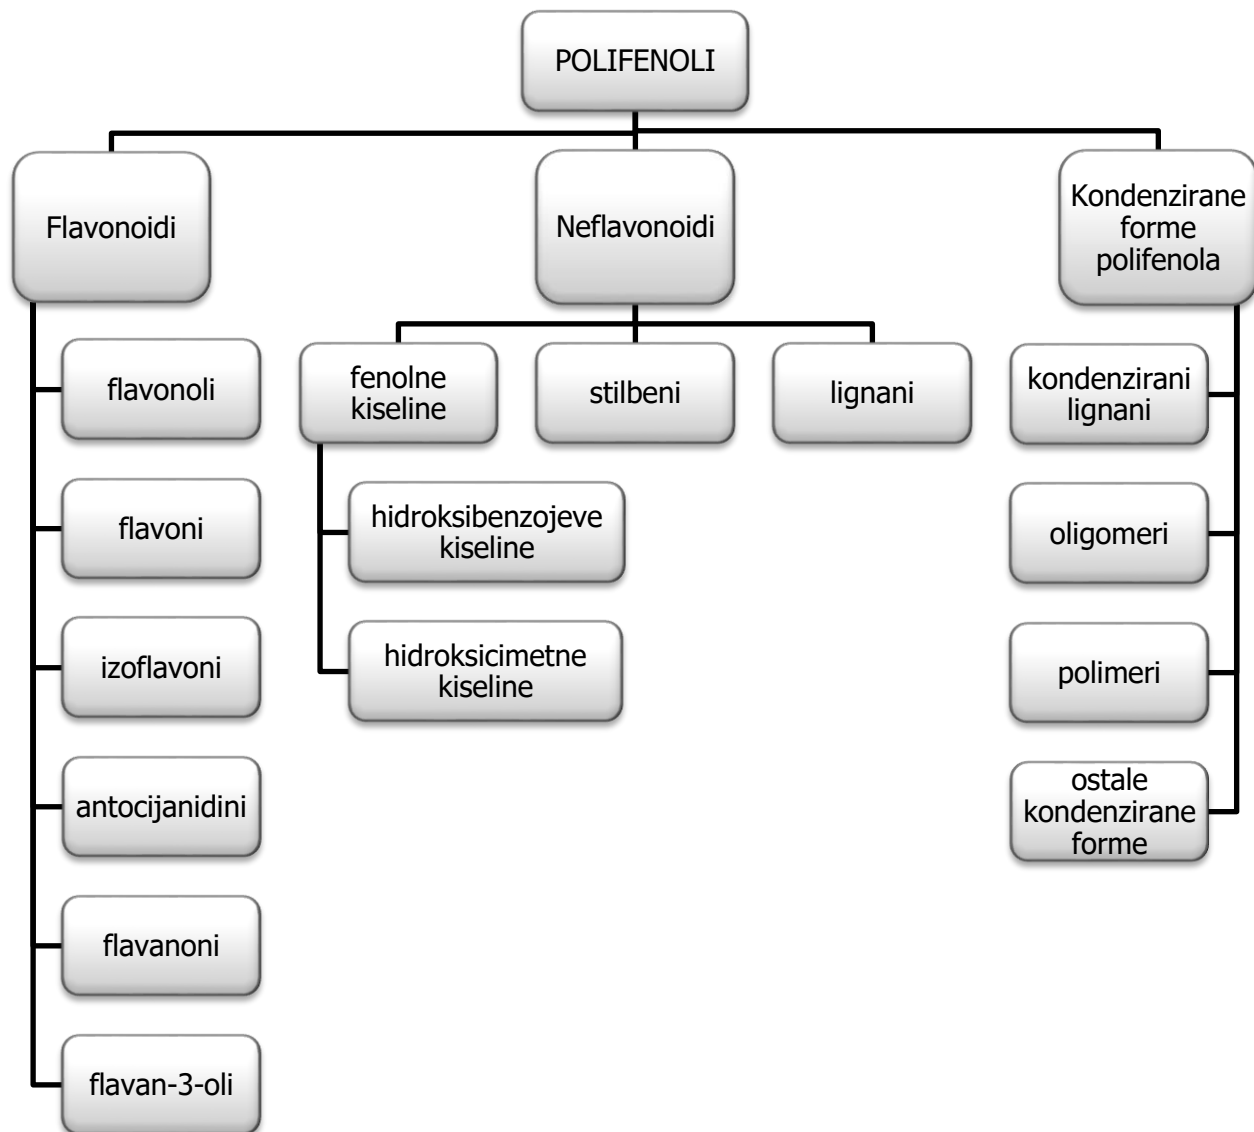 POLIFENOLI
Flavonoidi
Neflavonoidi
Kondenzirane
forme
polifenola
flavonoli
flavoni
izoflavoni
antocijanidini
flavanoni
flavan-3-oli
fenolne
kiseline
stilbeni
lignani
hidroksibenzojeve
kiseline
hidroksicimetne
kiseline
kondenzirani
lignani
oligomeri
polimeri
ostale
kondenzirane
forme